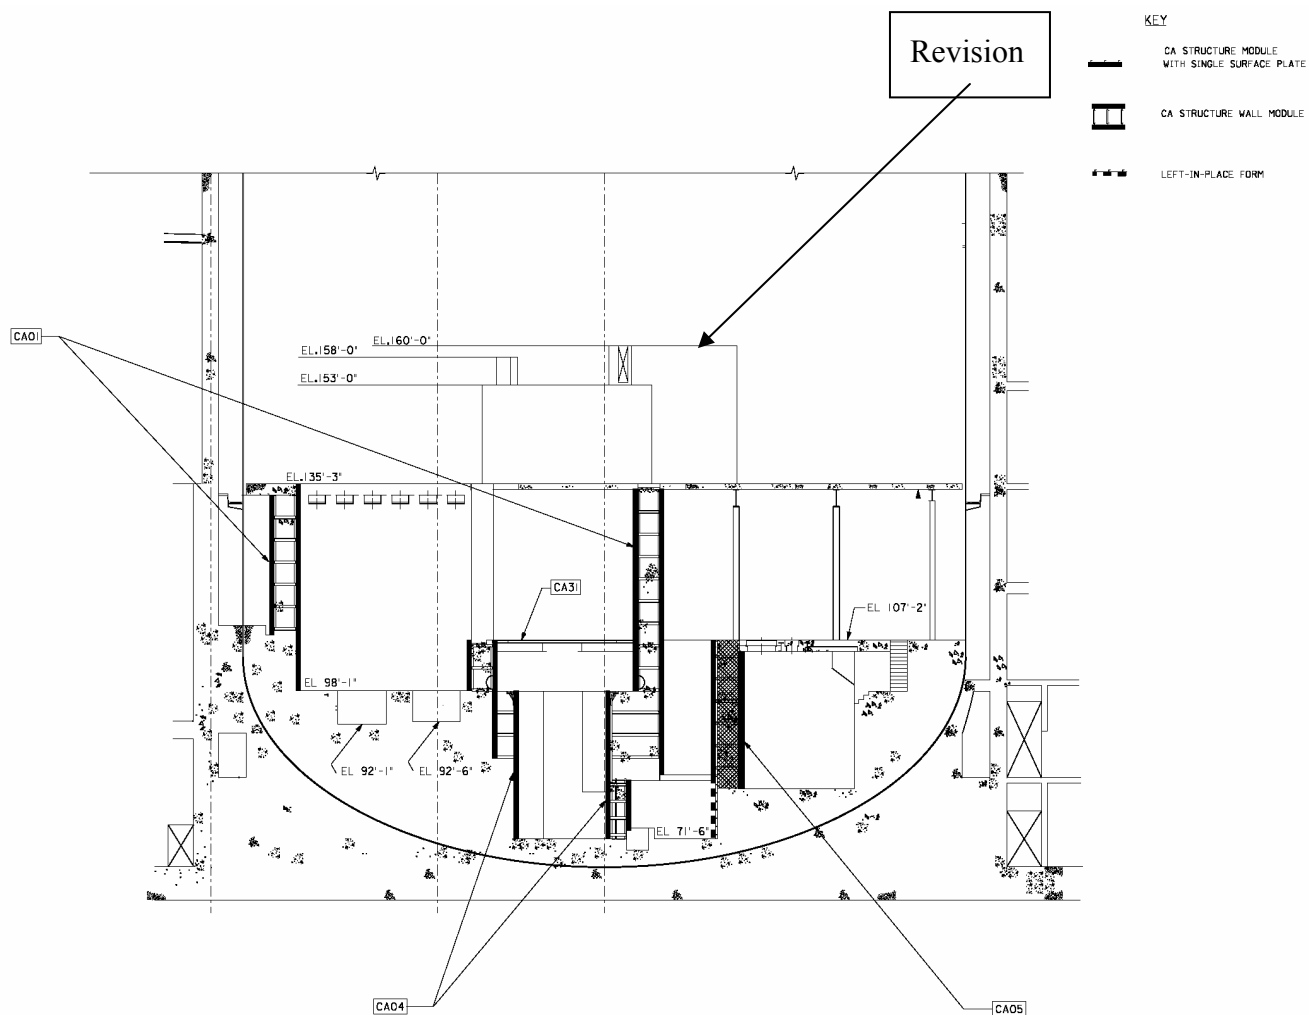 Revision
KEY
CA STRUCTURE MODULE
WITH SINGLE SURFACE PLATE
CA STRUCTURE WALL MODULE
LEFT-IN-PLACE FORM
CA01
EL.160'-0"
EL.158'-0"
EL.153'-0"
EL.135'-3"
CA31
EL 107'-2"
EL 98'-1"
EL 92'-1"
EL 92'-6"
EL 71'-6"
CA04
CA05